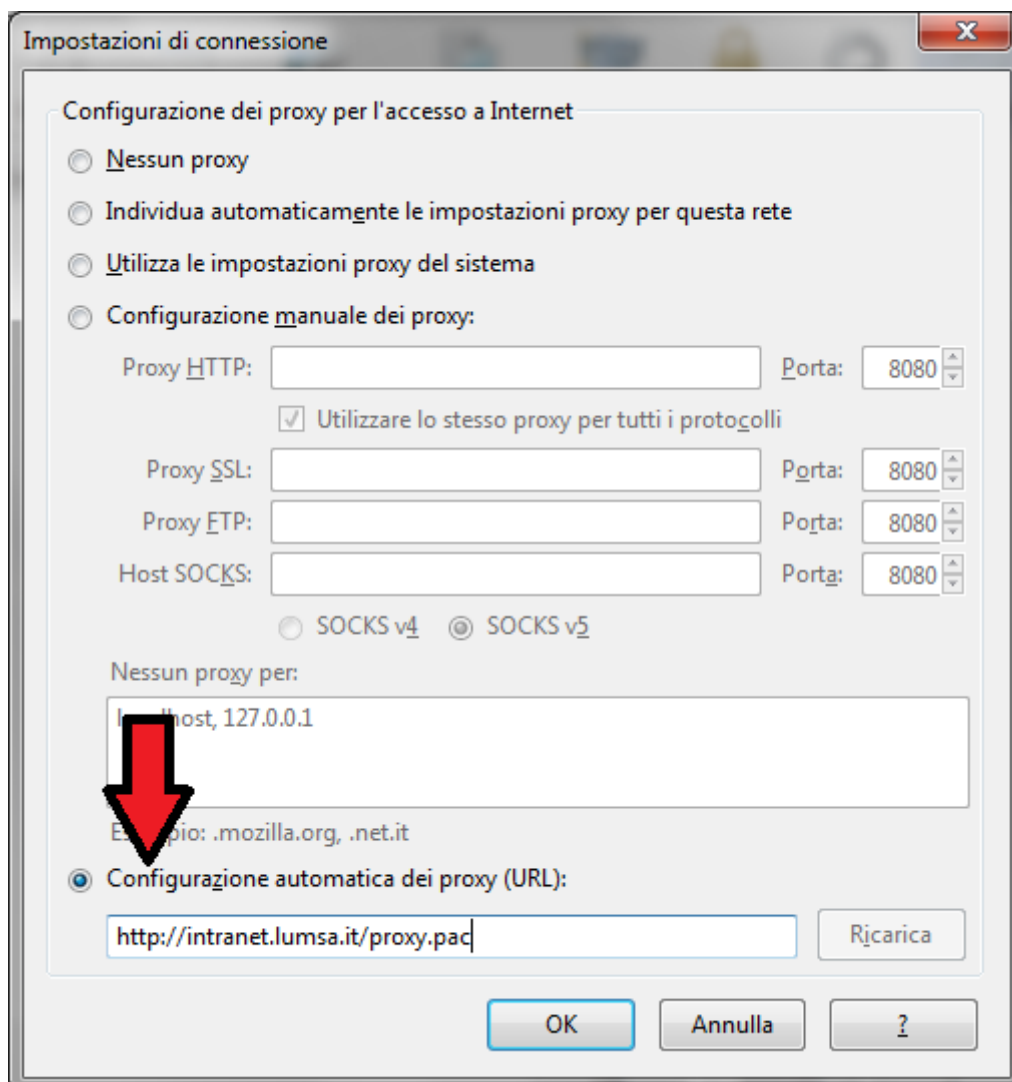 Impostazioni di connessione
Configurazione dei proxy per l'accesso a Internet
Nessun proxy
Individua automaticamente le impostazioni proxy per questa rete
Utilizza le impostazioni proxy del sistema
Configurazione manuale dei proxy:
Proxy HTTP: Porta: 8080
Utilizzare lo stesso proxy per tutti i protocolli
Proxy SSL: Porta: 8080
Proxy FTP: Porta: 8080
Host SOCKS: Porta: 8080
SOCKS v4 SOCKS v5
Nessun proxy per:
127.0.0.1
.mozilla.org, .net.it
Configurazione automatica dei proxy (URL):
http://intranet.lumsa.it/proxy.pac Ricarica
OK Annulla ?